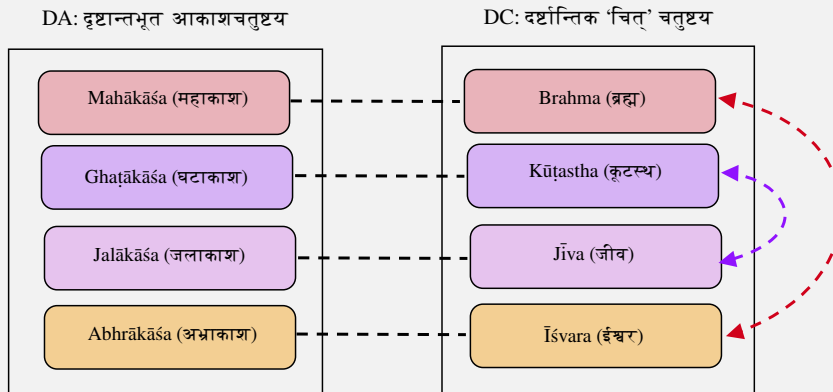 DA: दृष्टान्तभूत आकाशचतुष्टय
DC: दर्ष्टान्तिक ‘चित्’ चतुष्टय
Mahākāśa (महाकाश)
Brahma (ब्रह्म)
Ghaṭākāśa (घटाकाश)
Kūṭastha (कूटस्थ)
Jalākāśa (जलाकाश)
Jīva (जीव)
Abhrākāśa (अभ्राकाश)
Īśvara (ईश्वर)